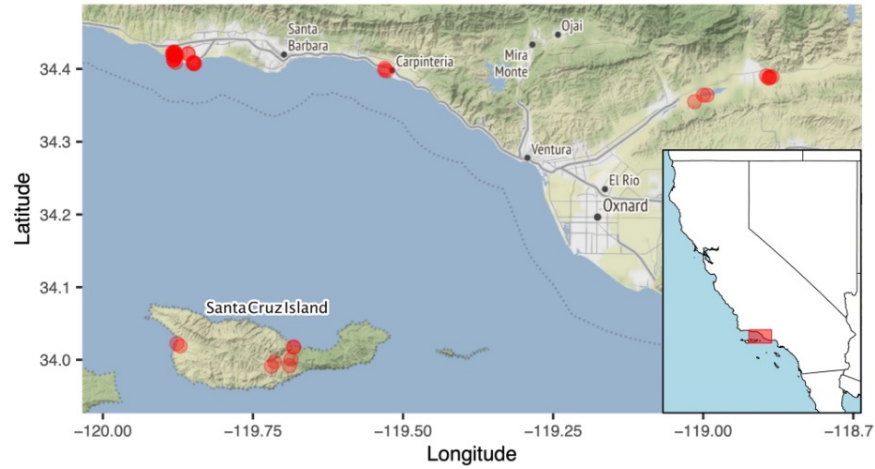 Santa
Barbara
Ojai
Mira
Monte
Carpinteria
34.4
34.3
Ventura
El Rio
Oxnard
34.2
Latitude
34.1
Santa Cruz Island
34.0
−120.00
−119.75
−119.50
−119.25
−119.00
−118.7
Longitude